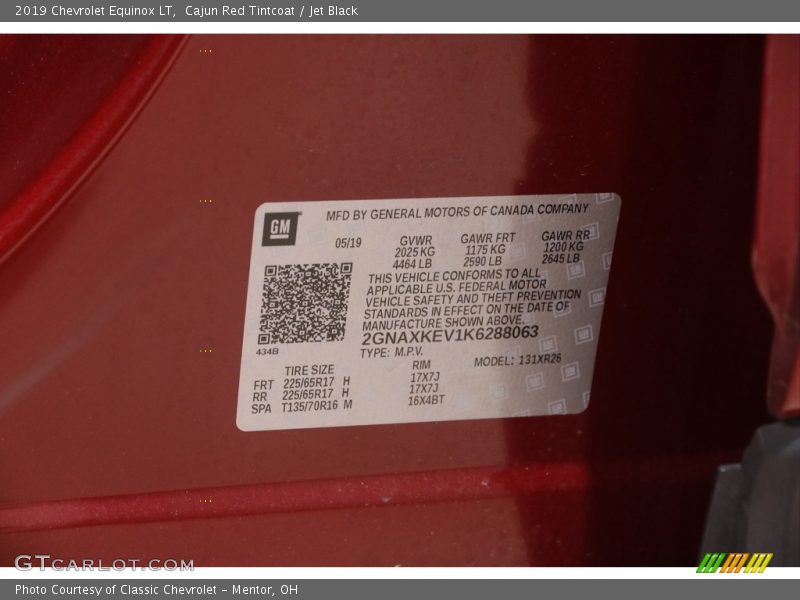 2019 Chevrolet Equinox LT, Cajun Red Tintcoat / Jet Black
GM
MFD BY GENERAL MOTORS OF CANADA COMPANY
05/19 GVWR GAWR FRT GAWR RR
2025 KG 1175 KG 1200 KG
4464 LB 2590 LB 2645 LB
THIS VEHICLE CONFORMS TO ALL
APPLICABLE U.S. FEDERAL MOTOR
VEHICLE SAFETY AND THEFT PREVENTION
STANDARDS IN EFFECT ON THE DATE OF
MANUFACTURE SHOWN ABOVE.
2GNAXKEV1K6288063
434B
TYPE: M.P.V. MODEL: 131XR26
TIRE SIZE RIM
FRT 225/65R17 H 17X7J
RR 225/65R17 H 17X7J
SPA T135/70R16 M 16X4BT
GTCARLOT.COM
Photo Courtesy of Classic Chevrolet - Mentor, OH